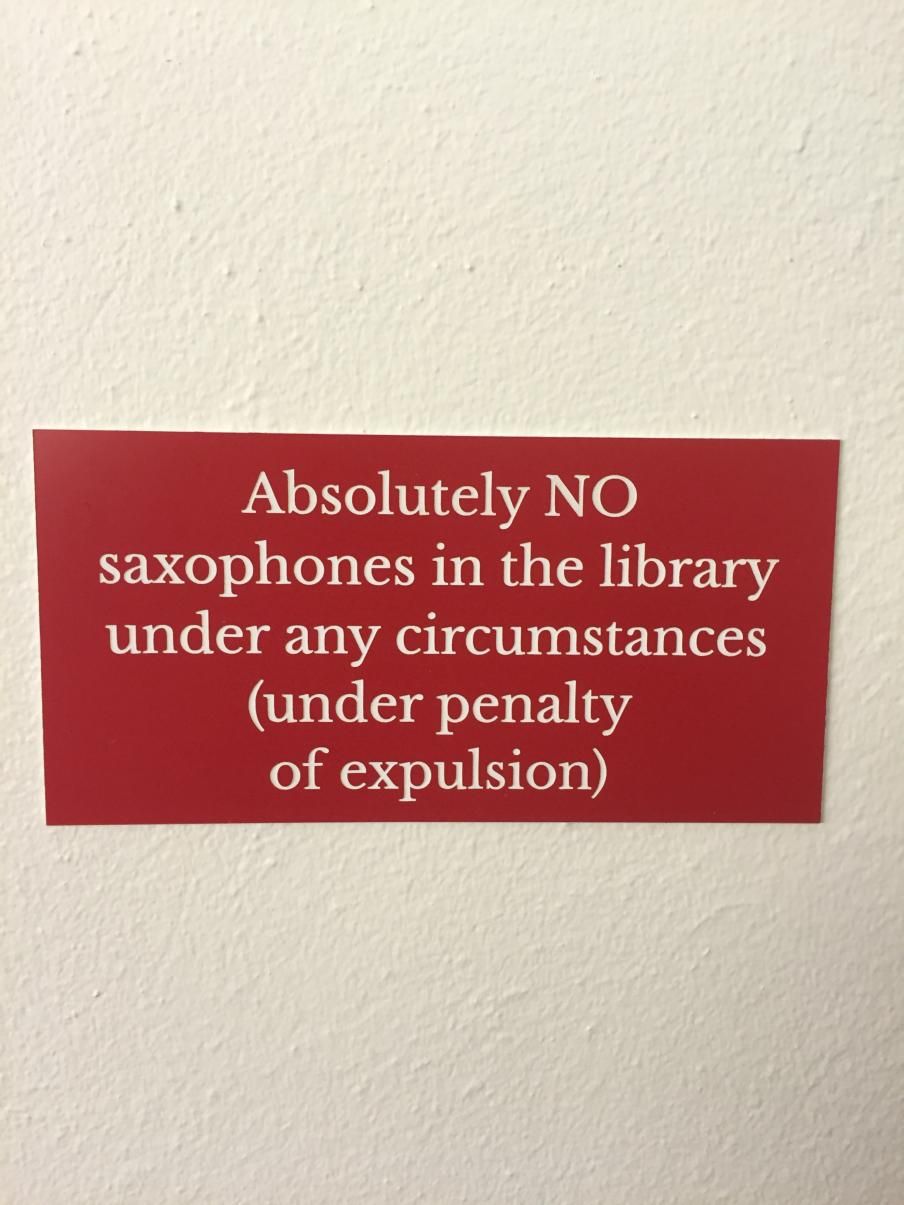 Absolutely NO
saxophones in the library
under any circumstances
(under penalty
of expulsion)